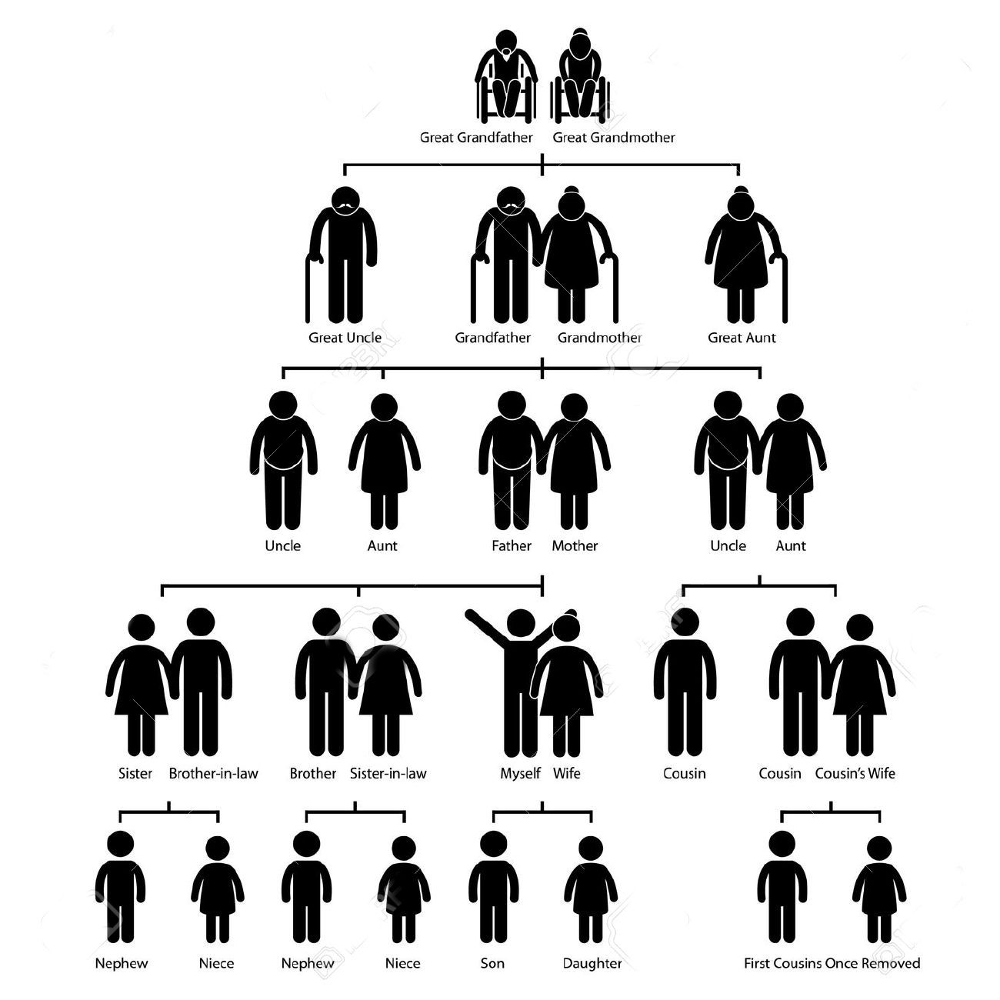 Great Grandfather Great Grandmother
Great Uncle Grandfather Grandmother Great Aunt
Uncle Aunt Father Mother Uncle Aunt
Sister Brother-in-law Brother Sister-in-law Myself Wife Cousin Cousin Cousin's Wife
Nephew Niece Nephew Niece Son Daughter First Cousins Once Removed